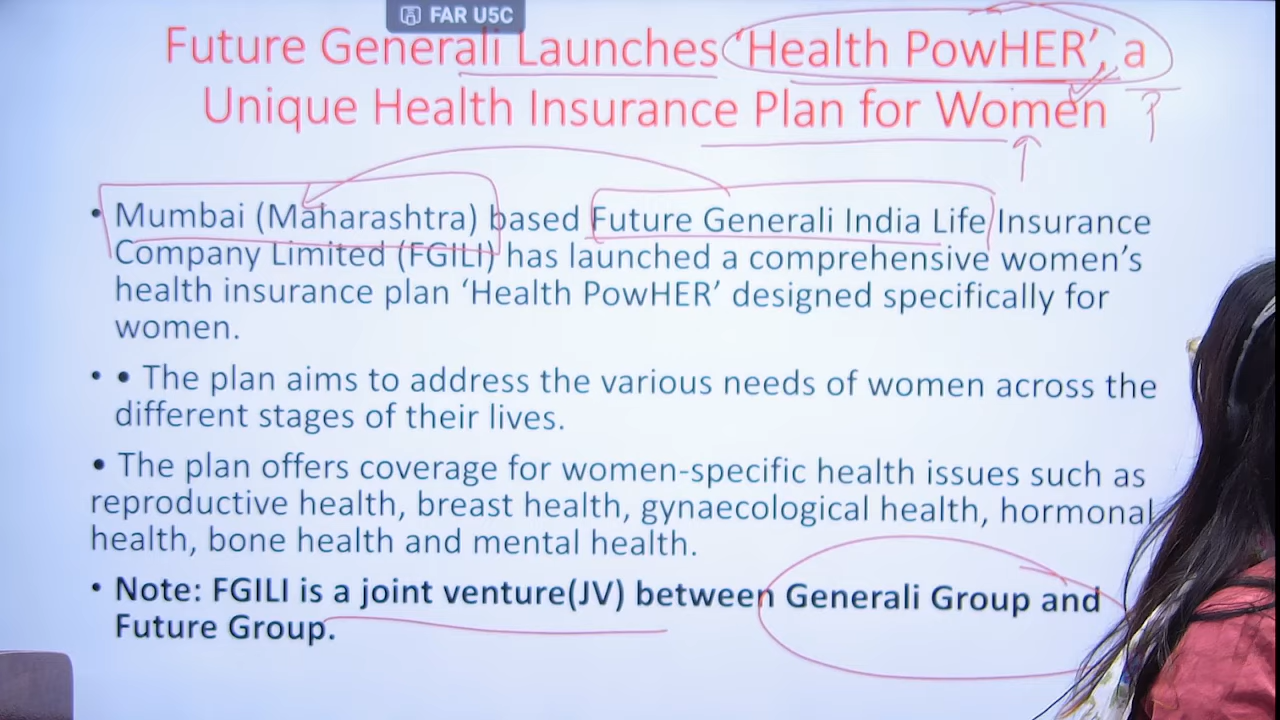 FAR U5C
Future Generali Launches ‘Health PowHER’, a
Unique Health Insurance Plan for Women
• Mumbai (Maharashtra) based Future Generali India Life Insurance
Company Limited (FGILI) has launched a comprehensive women’s
health insurance plan ‘Health PowHER’ designed specifically for
women.
• • The plan aims to address the various needs of women across the
different stages of their lives.
• The plan offers coverage for women-specific health issues such as
reproductive health, breast health, gynaecological health, hormonal
health, bone health and mental health.
• Note: FGILI is a joint venture(JV) between Generali Group and
Future Group.